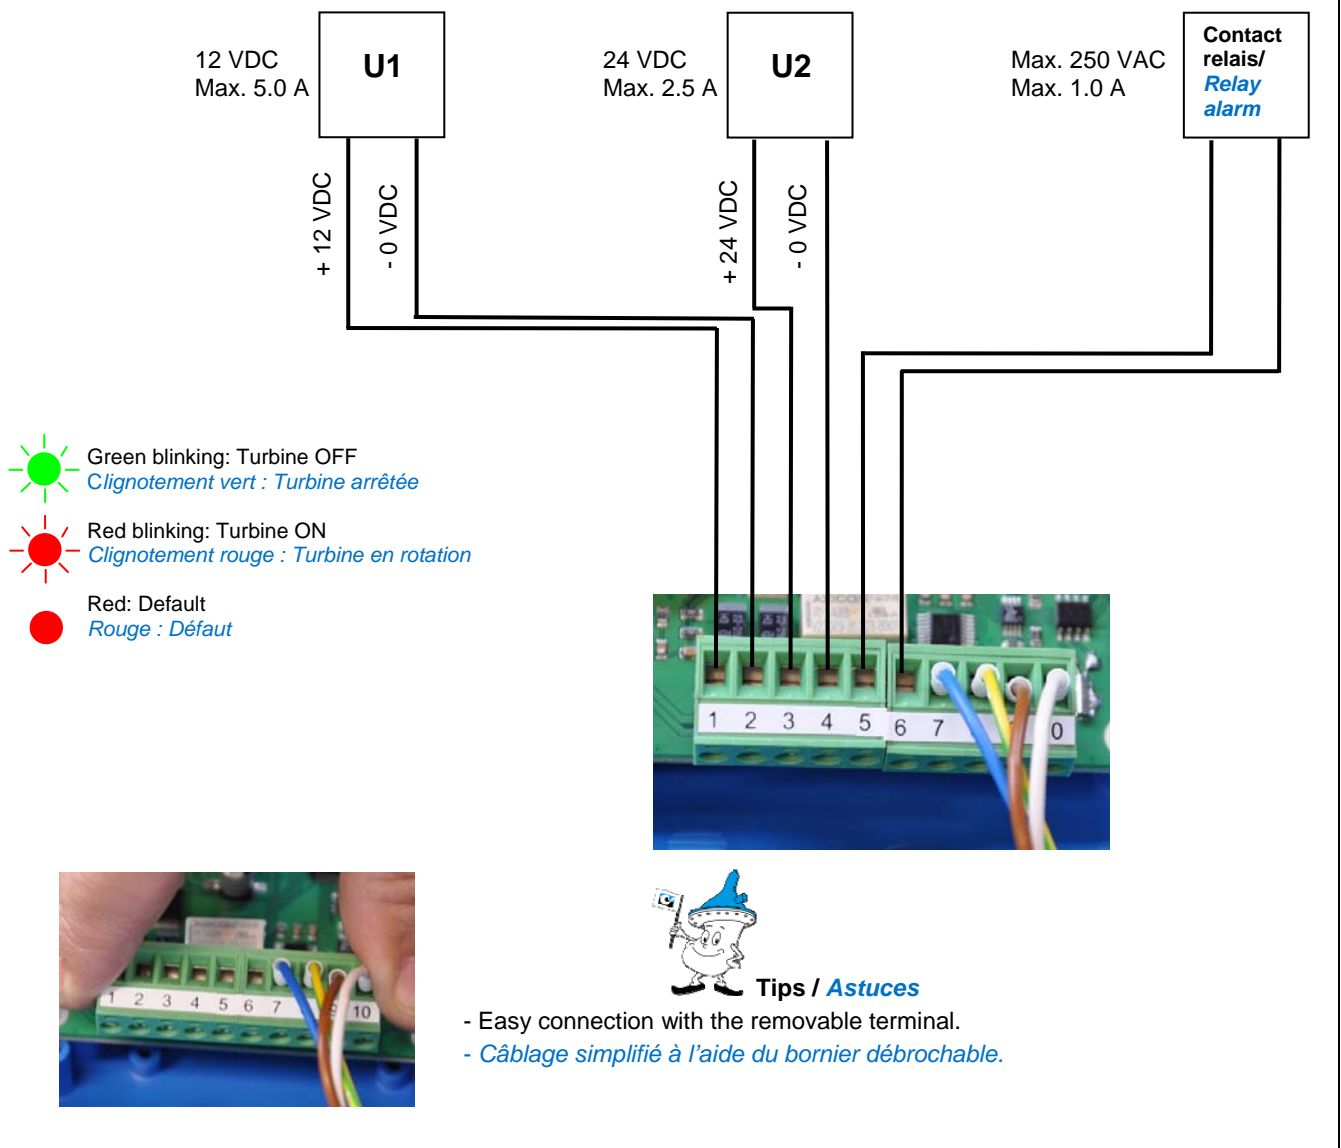 12 VDC
Max. 5.0 A
U1
24 VDC
Max. 2.5 A
U2
Max. 250 VAC
Max. 1.0 A
Contact
relais/
Relay
alarm
+ 12 VDC
- 0 VDC
+ 24 VDC
- 0 VDC
Green blinking: Turbine OFF
Clignotement vert : Turbine arrêtée
Red blinking: Turbine ON
Clignotement rouge : Turbine en rotation
Red: Default
Rouge : Défaut
1 2 3 4 5 6 7 0
1 2 3 4 5 6 7 9 10
Tips / Astuces
- Easy connection with the removable terminal.
- Câblage simplifié à l’aide du bornier débrochable.